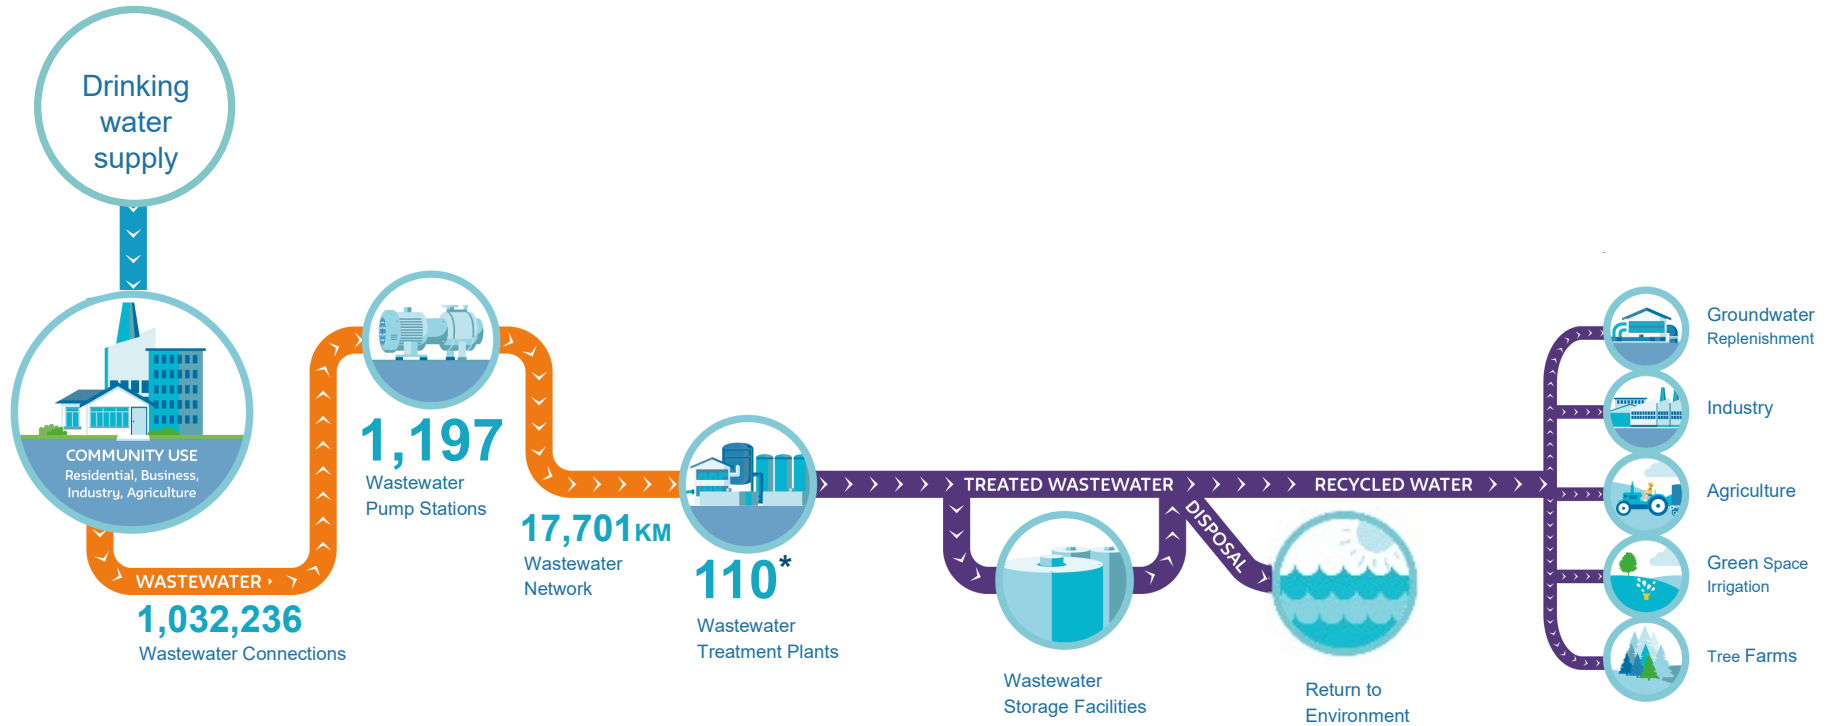 Drinking
water
supply
COMMUNITY USE
Residential, Business,
Industry, Agriculture
WASTEWATER
1,032,236
Wastewater Connections
1,197
Wastewater
Pump Stations
17,701KM
Wastewater
Network
110*
Wastewater
Treatment Plants
TREATED WASTEWATER
RECYCLED WATER
DISPOSAL
Wastewater
Storage Facilities
Return to
Environment
Groundwater
Replenishment
Industry
Agriculture
Green Space
Irrigation
Tree Farms